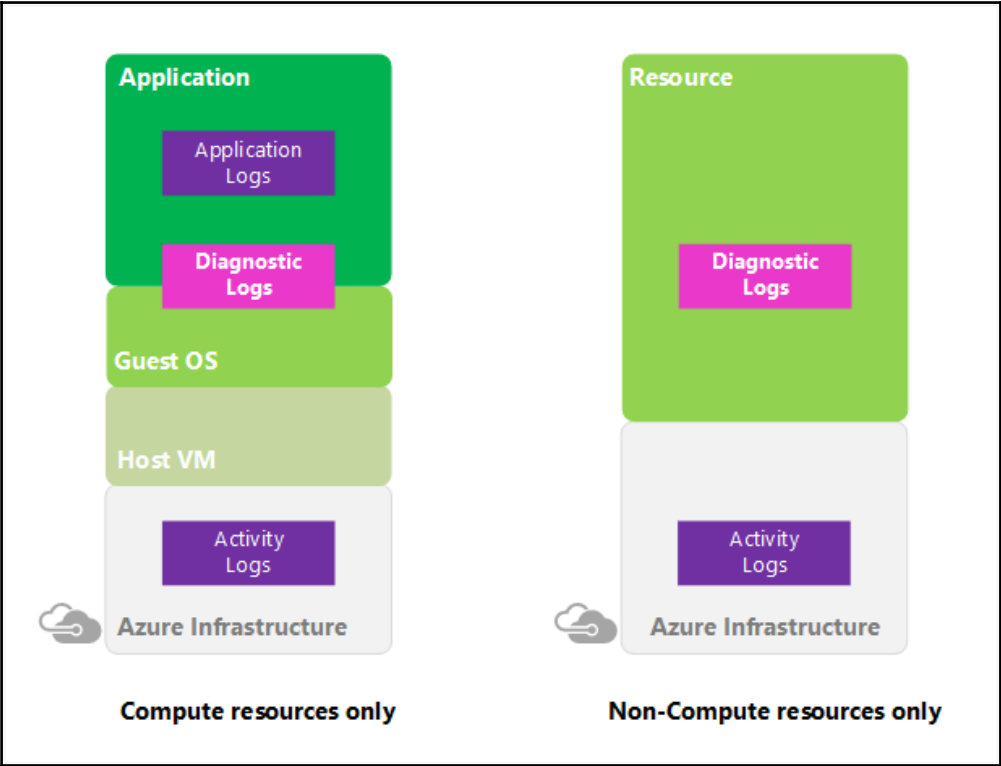 Application
Application
Logs
Diagnostic
Logs
Guest OS
Host VM
Activity
Logs
Azure Infrastructure
Compute resources only
Resource
Diagnostic
Logs
Activity
Logs
Azure Infrastructure
Non-Compute resources only